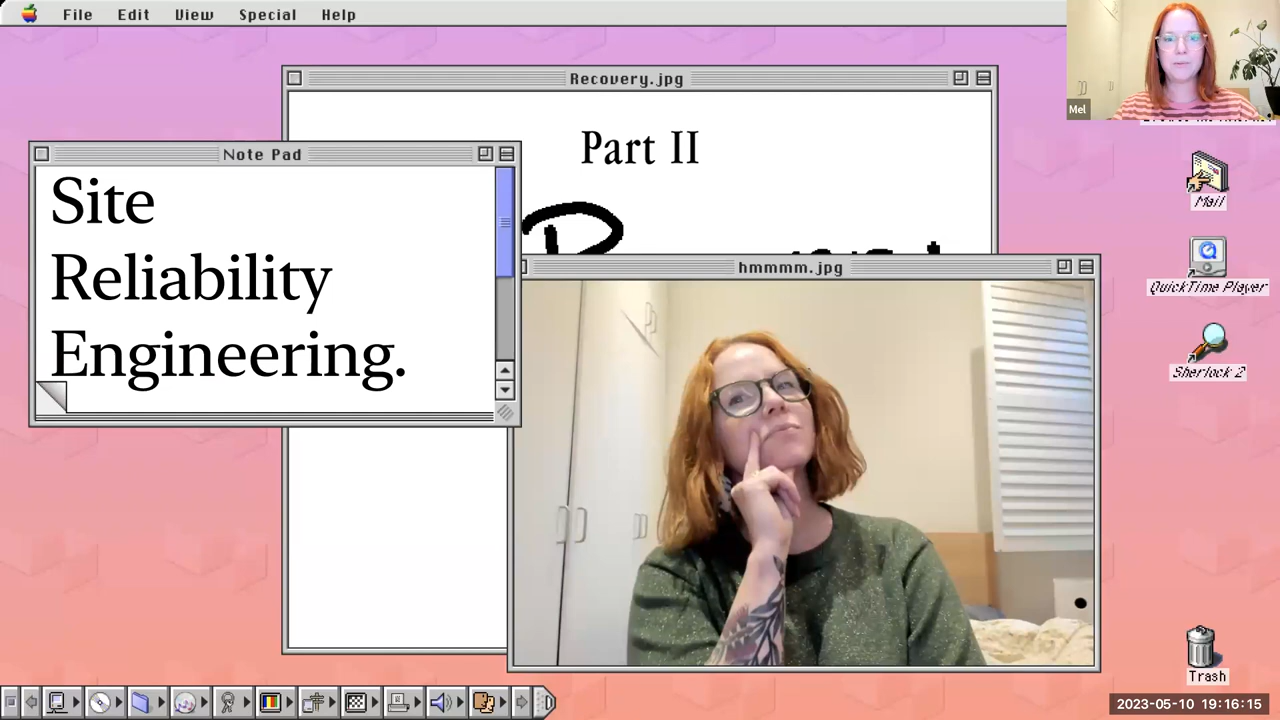 File Edit View Special Help
Recovery.jpg
Part II
Note Pad
Site
Reliability
Engineering.
hmmmm.jpg
Mel
Mail
QuickTime Player
Sherlock 2
Trash
2023-05-10 19:16:15